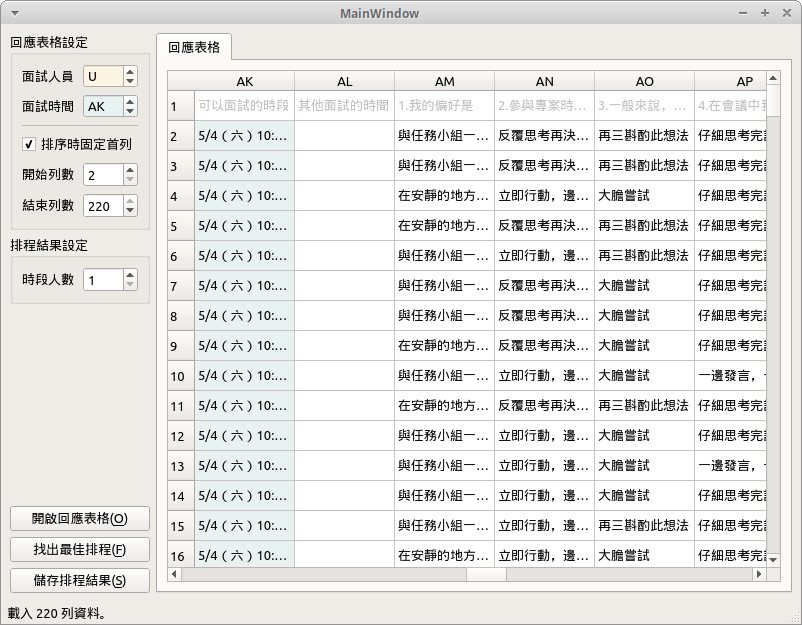 MainWindow
回應表格設定
面試人員 U
面試時間 AK
排序時固定首列
開始列數 2
結束列數 220
排程結果設定
時段人數 1
開啟回應表格(O)
找出最佳排程(F)
儲存排程結果(S)
回應表格
AK AL AM AN AO AP
1 可以面試的時段 其他面試的時間 1.我的偏好是 2.參與專案時… 3.一般來說，… 4.在會議中
2 5/4（六）10:… 與任務小組一… 反覆思考再決… 再三斟酌此想法 仔細思考完
3 5/4（六）10:… 與任務小組一… 反覆思考再決… 再三斟酌此想法 仔細思考完
4 5/4（六）10:… 在安靜的地方… 立即行動，邊… 大膽嘗試 仔細思考完
5 5/4（六）10:… 在安靜的地方… 反覆思考再決… 再三斟酌此想法 仔細思考完
6 5/4（六）10:… 與任務小組一… 立即行動，邊… 再三斟酌此想法 仔細思考完
7 5/4（六）10:… 與任務小組一… 反覆思考再決… 大膽嘗試 仔細思考完
8 5/4（六）10:… 與任務小組一… 反覆思考再決… 大膽嘗試 仔細思考完
9 5/4（六）10:… 在安靜的地方… 反覆思考再決… 大膽嘗試 仔細思考完
10 5/4（六）10:… 與任務小組一… 立即行動，邊… 大膽嘗試 一邊發言，
11 5/4（六）10:… 在安靜的地方… 反覆思考再決… 再三斟酌此想法 仔細思考完
12 5/4（六）10:… 與任務小組一… 立即行動，邊… 大膽嘗試 仔細思考完
13 5/4（六）10:… 與任務小組一… 立即行動，邊… 大膽嘗試 一邊發言，
14 5/4（六）10:… 與任務小組一… 立即行動，邊… 大膽嘗試 仔細思考完
15 5/4（六）10:… 與任務小組一… 立即行動，邊… 再三斟酌此想法 仔細思考完
16 5/4（六）10:… 在安靜的地方… 立即行動，邊… 大膽嘗試 仔細思考完
載入 220 列資料。